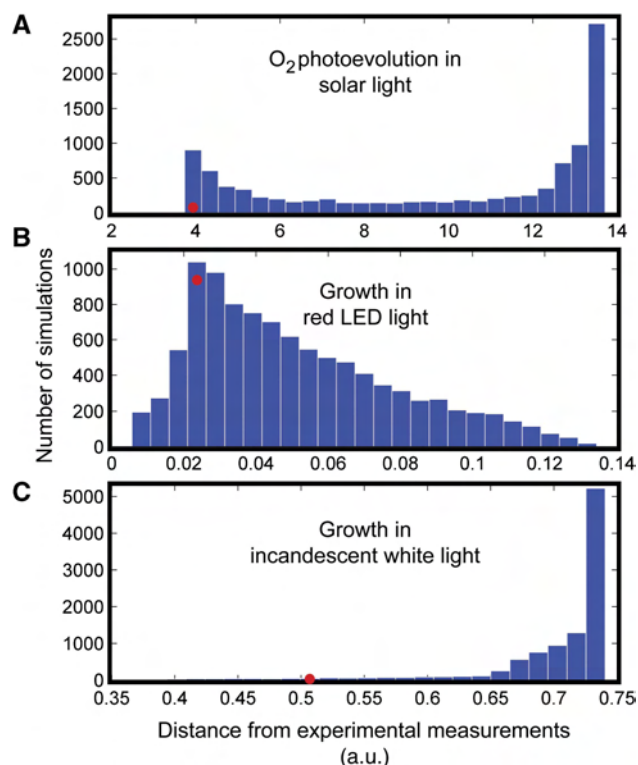 A
O2 photoevolution in
solar light
2500
2000
1500
1000
500
0
2 4 6 8 10 12 14
B
Growth in
red LED light
1000
800
600
400
200
0
0 0.02 0.04 0.06 0.08 0.1 0.12 0.14
Number of simulations
C
Growth in
incandescent white light
5000
4000
3000
2000
1000
0
0.35 0.4 0.45 0.5 0.55 0.6 0.65 0.7 0.75
Distance from experimental measurements
(a.u.)